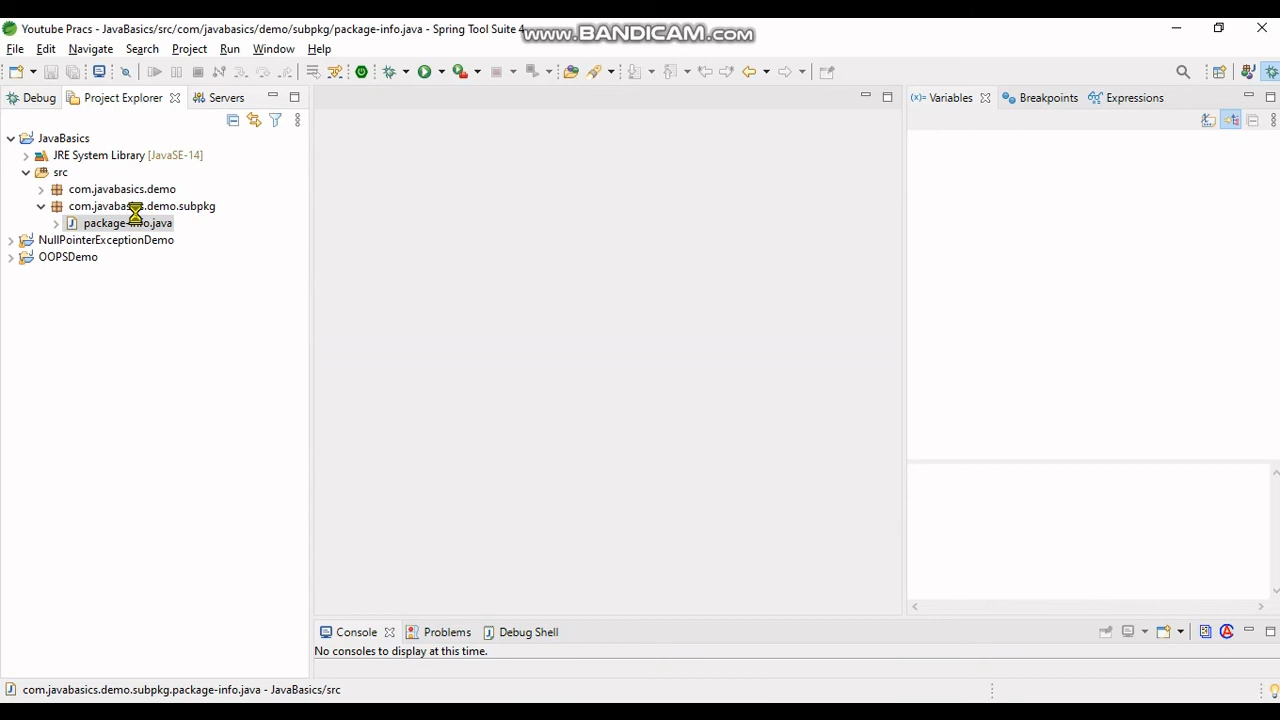 Youtube Pracs - JavaBasics/src/com/javabasics/demo/subpkg/package-info.java - Spring Tool Suite 4
www.BANDICAM.com
File Edit Navigate Search Project Run Window Help
Debug Project Explorer Servers
(x)= Variables Breakpoints Expressions
JavaBasics
JRE System Library [JavaSE-14]
src
com.javabasics.demo
com.javabasics.demo.subpkg
package-info.java
NullPointerExceptionDemo
OOPSDemo
Console Problems Debug Shell
No consoles to display at this time.
com.javabasics.demo.subpkg.package-info.java - JavaBasics/src